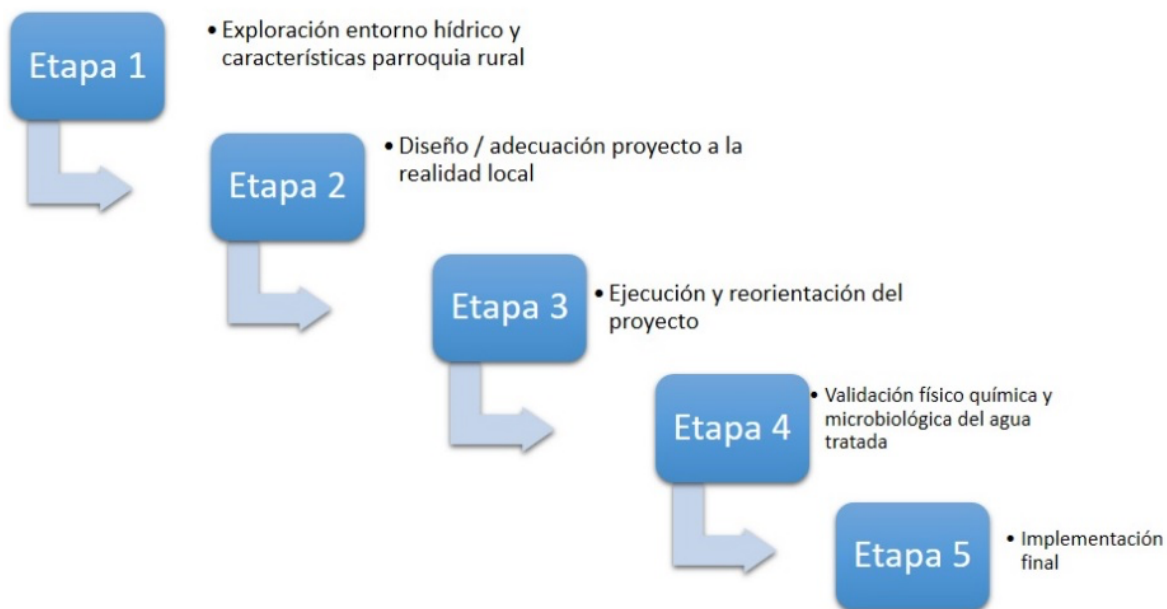 Etapa 1
• Exploración entorno hídrico y
características parroquia rural
Etapa 2
• Diseño / adecuación proyecto a la
realidad local
Etapa 3
• Ejecución y reorientación del
proyecto
Etapa 4
• Validación físico química y
microbiológica del agua
tratada
Etapa 5
• Implementación
final